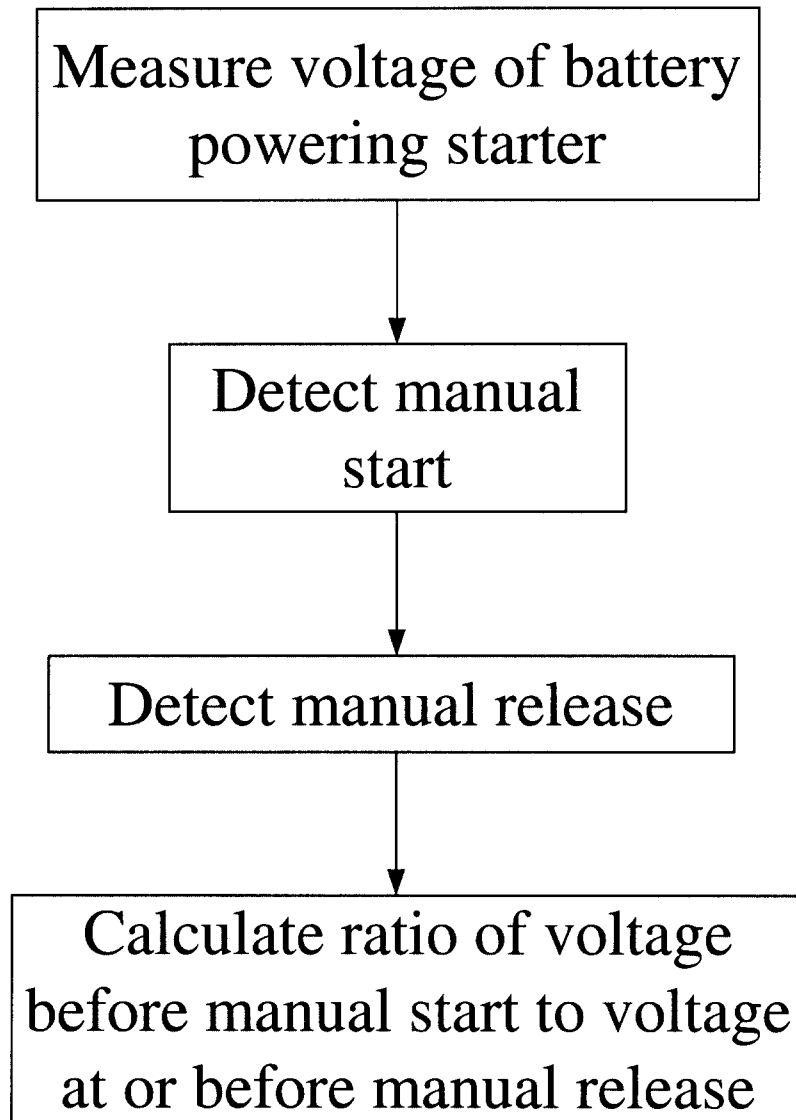 Measure voltage of battery
powering starter
Detect manual
start
Detect manual release
Calculate ratio of voltage
before manual start to voltage
at or before manual release